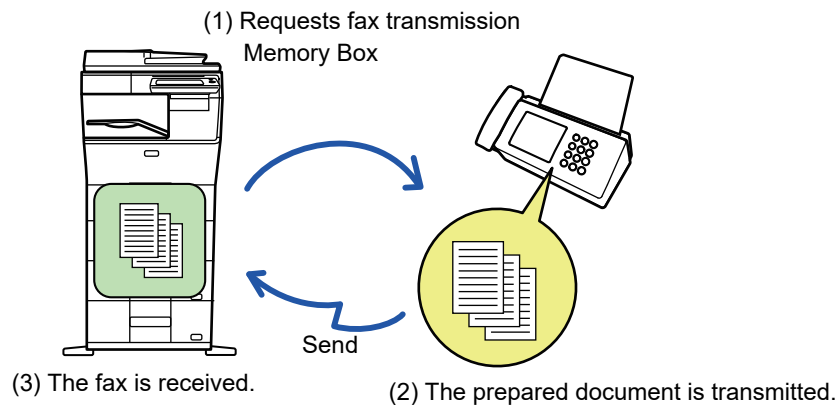 (1) Requests fax transmission
Memory Box
Send
(3) The fax is received.
(2) The prepared document is transmitted.